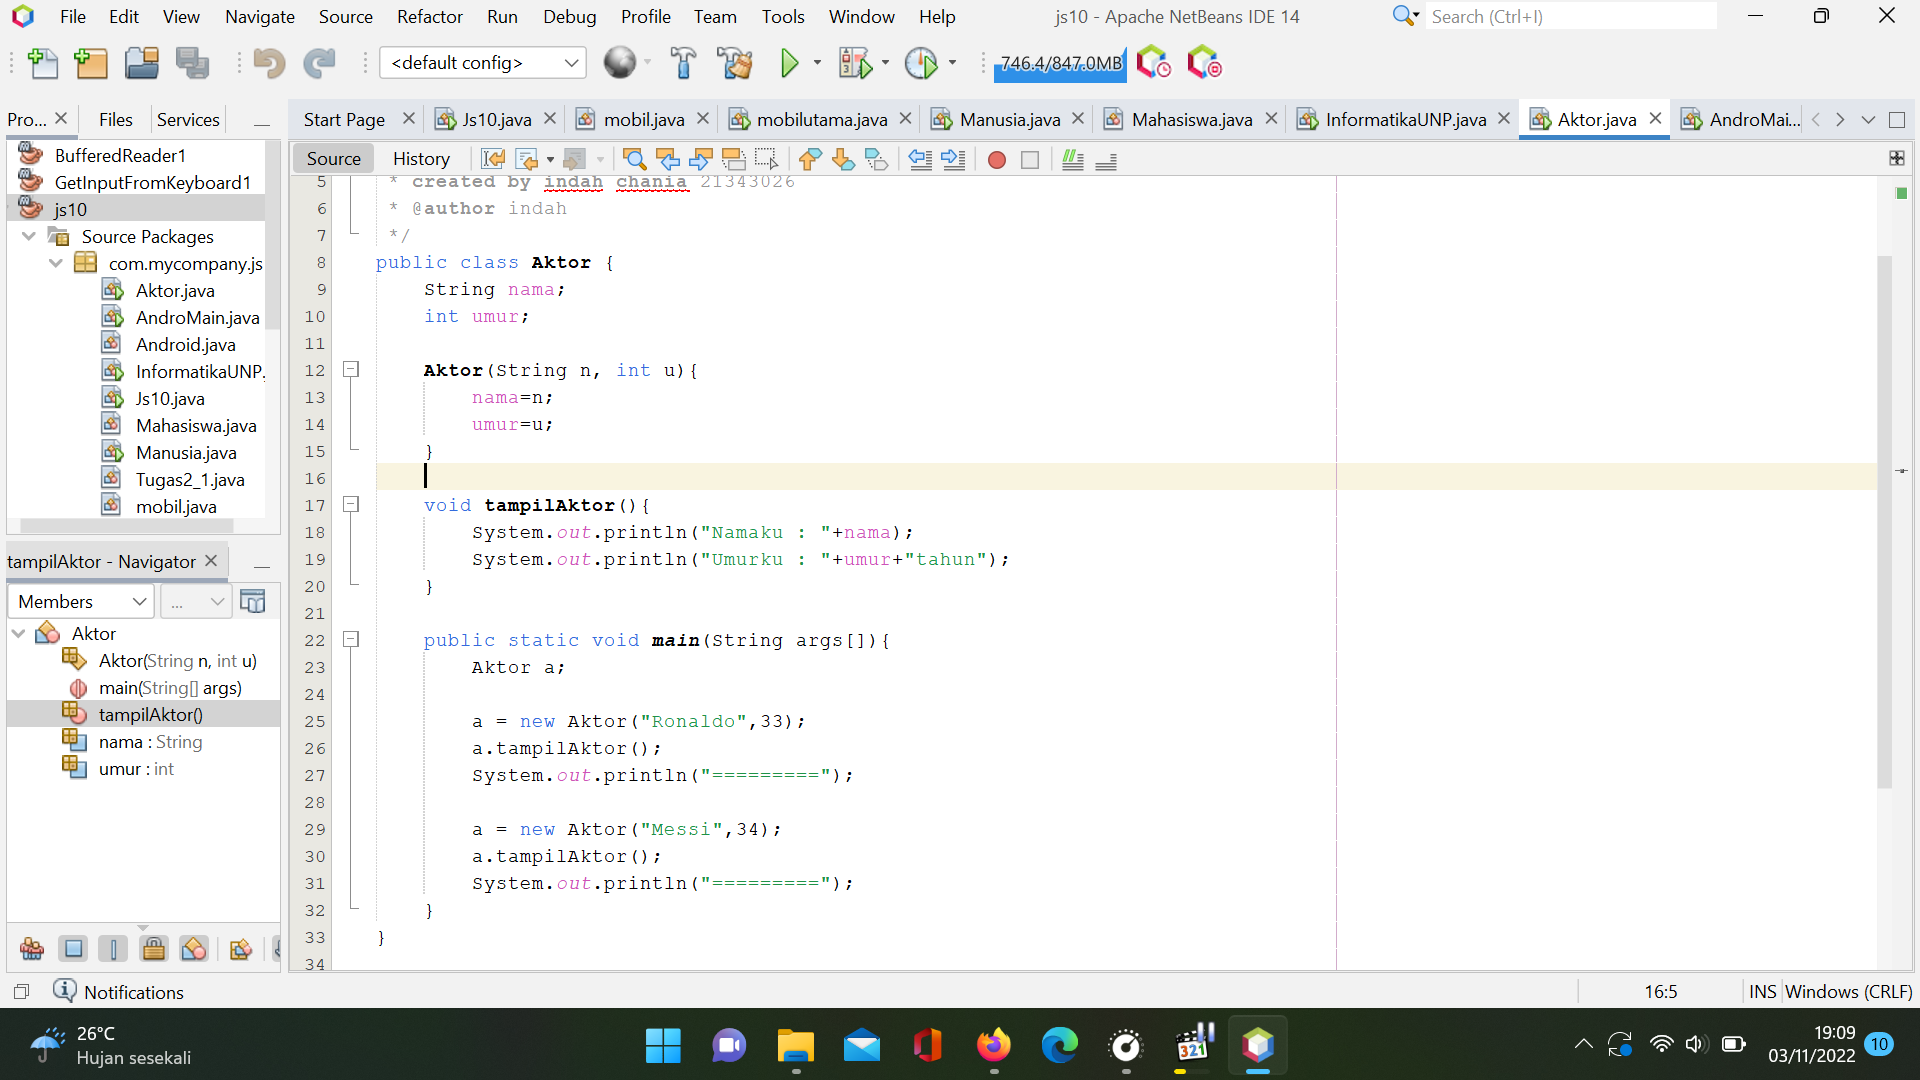 File Edit View Navigate Source Refactor Run Debug Profile Team Tools Window Help js10 - Apache NetBeans IDE 14 Search (Ctrl+I)
<default config> 746.4/847.0MB
Pro... Files Services
Start Page Js10.java mobil.java mobilutama.java Manusia.java Mahasiswa.java InformatikaUNP.java Aktor.java AndroMai...
Source History
BufferedReader1
GetInputFromKeyboard1
js10
Source Packages
com.mycompany.js
Aktor.java
AndroMain.java
Android.java
InformatikaUNP.
Js10.java
Mahasiswa.java
Manusia.java
Tugas2_1.java
mobil.java
tampilAktor - Navigator
Members ...
Aktor
Aktor(String n, int u)
main(String[] args)
tampilAktor()
nama : String
umur : int
5 * created by indah chania 21343026
6 * @author indah
7 */
8 public class Aktor {
9 String nama;
10 int umur;
11
12 Aktor(String n, int u){
13 nama=n;
14 umur=u;
15 }
16
17 void tampilAktor(){
18 System.out.println("Namaku : "+nama);
19 System.out.println("Umurku : "+umur+"tahun");
20 }
21
22 public static void main(String args[]){
23 Aktor a;
24
25 a = new Aktor("Ronaldo",33);
26 a.tampilAktor();
27 System.out.println("=========");
28
29 a = new Aktor("Messi",34);
30 a.tampilAktor();
31 System.out.println("=========");
32 }
33 }
34
Notifications 16:5 INS Windows (CRLF)
26°C
Hujan sesekali
321
19:09
03/11/2022 10